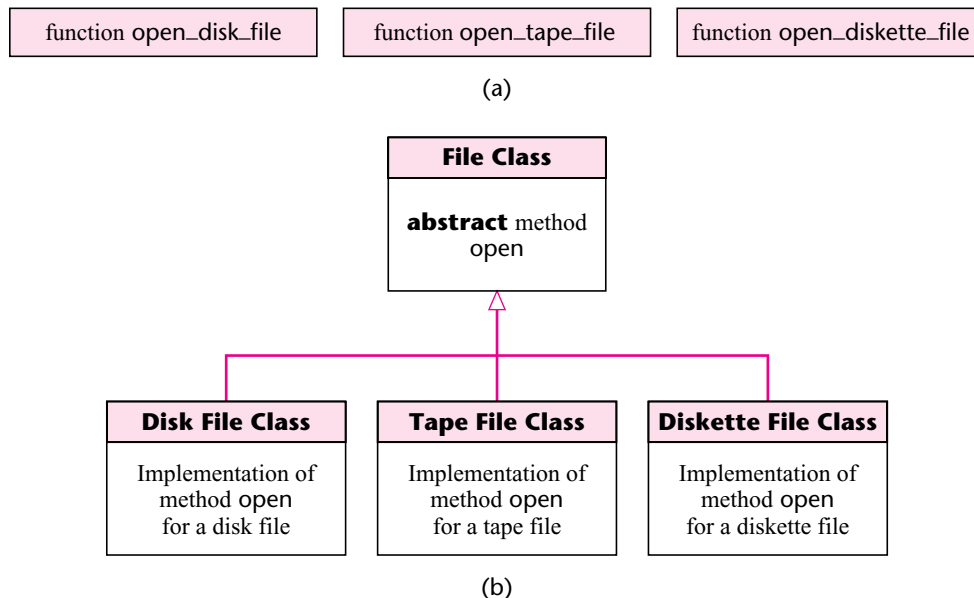 function open_disk_file
function open_tape_file
function open_diskette_file
(a)
File Class
abstract method
open
Disk File Class
Implementation of
method open
for a disk file
Tape File Class
Implementation of
method open
for a tape file
Diskette File Class
Implementation of
method open
for a diskette file
(b)